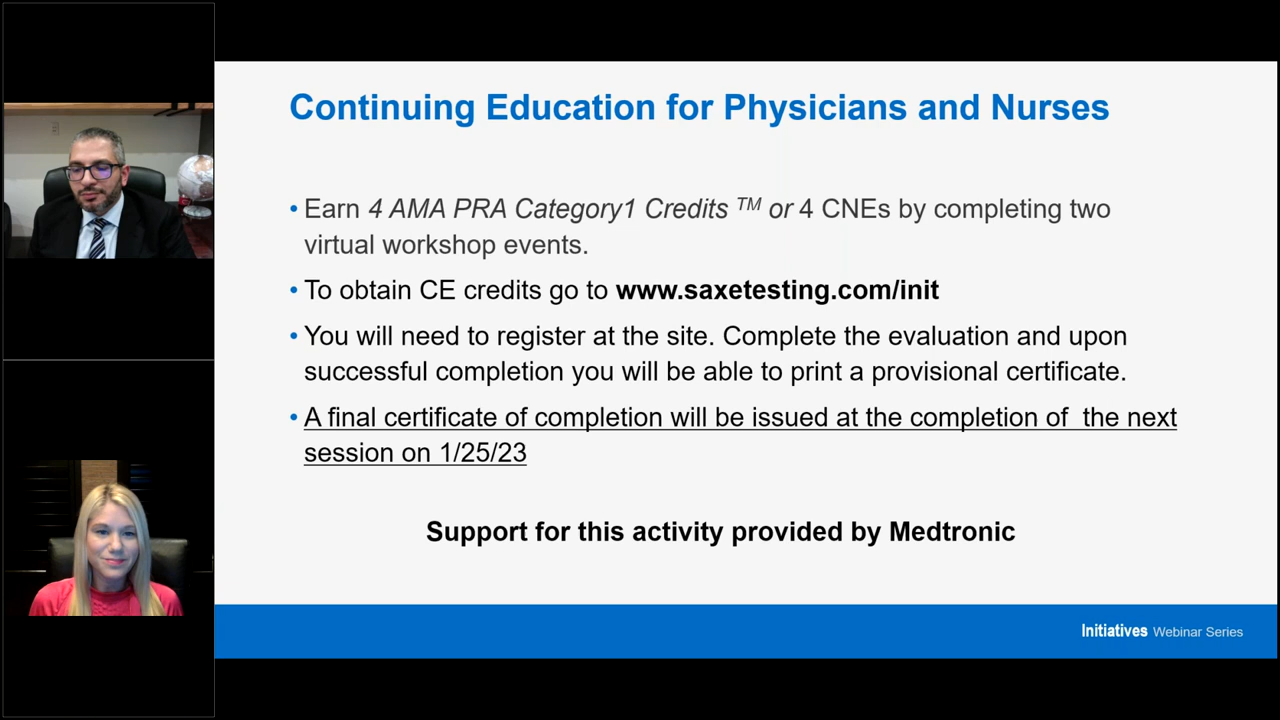 Continuing Education for Physicians and Nurses
• Earn 4 AMA PRA Category1 Credits ™ or 4 CNEs by completing two
virtual workshop events.
• To obtain CE credits go to www.saxetesting.com/init
• You will need to register at the site. Complete the evaluation and upon
successful completion you will be able to print a provisional certificate.
• A final certificate of completion will be issued at the completion of  the next
session on 1/25/23
Support for this activity provided by Medtronic
Initiatives Webinar Series